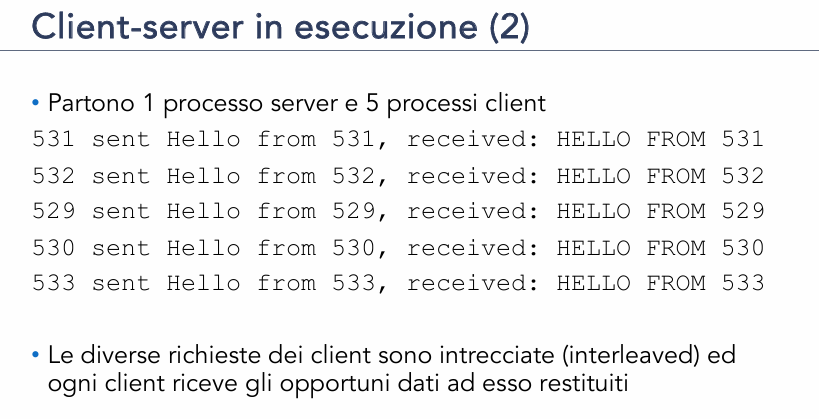 Client-server in esecuzione (2)
• Partono 1 processo server e 5 processi client
531 sent Hello from 531, received: HELLO FROM 531
532 sent Hello from 532, received: HELLO FROM 532
529 sent Hello from 529, received: HELLO FROM 529
530 sent Hello from 530, received: HELLO FROM 530
533 sent Hello from 533, received: HELLO FROM 533
• Le diverse richieste dei client sono intrecciate (interleaved) ed
ogni client riceve gli opportuni dati ad esso restituiti